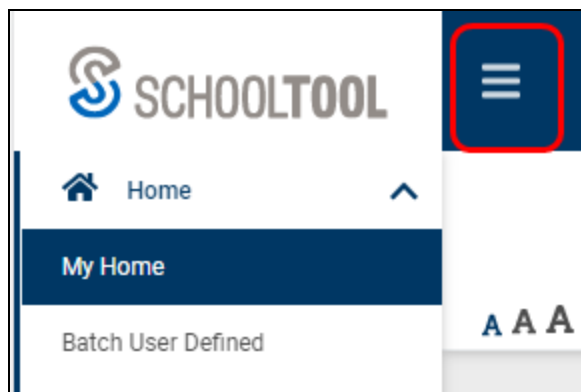 SCHOOLTOOL
Home
My Home
Batch User Defined
A A A